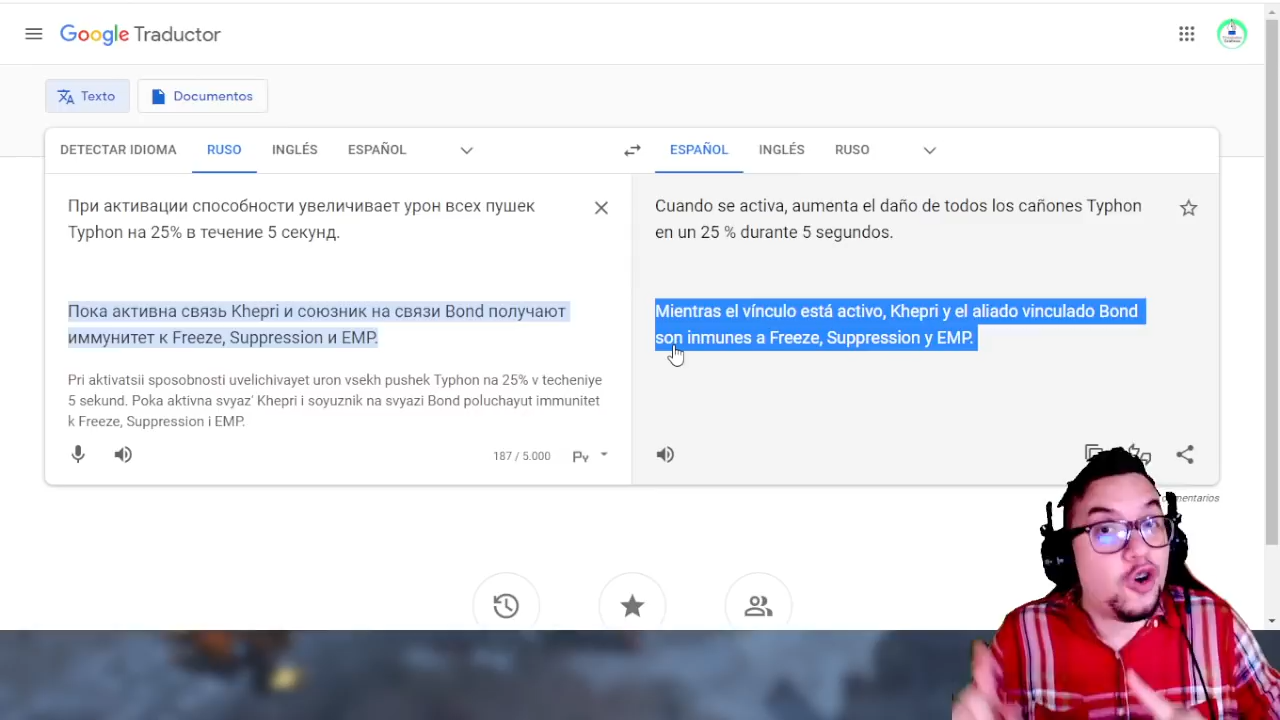 Google Traductor
Texto
Documentos
DETECTAR IDIOMA RUSO INGLÉS ESPAÑOL
ESPAÑOL INGLÉS RUSO
При активации способности увеличивает урон всех пушек
Typhon на 25% в течение 5 секунд.
Пока активна связь Khepri и союзник на связи Bond получают
иммунитет к Freeze, Suppression и EMP.
Pri aktivatsii sposobnosti uvelichivayet uron vsekh pushek Typhon na 25% v techeniye
5 sekund. Poka aktivna svyaz' Khepri i soyuznik na svyazi Bond poluchayut immunitet
k Freeze, Suppression i EMP.
187 / 5.000
Ру
Cuando se activa, aumenta el daño de todos los cañones Typhon
en un 25 % durante 5 segundos.
Mientras el vínculo está activo, Khepri y el aliado vinculado Bond
son inmunes a Freeze, Suppression y EMP.